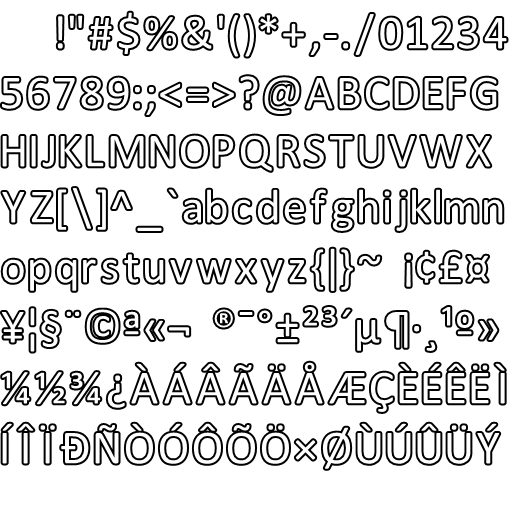 !"#$%&'()*+,-./01234
56789:;<=>?@ABCDEFG
HIJKLMNOPQRSTUVWX
YZ[\]^_`abcdefghijklmn
opqrstuvwxyz{|}~ ¡¢£¤
¥¦§¨©ª«¬ ®¯°±²³´µ¶·¸¹º»
¼½¾¿ÀÁÂÃÄÅÆÇÈÉÊËÌ
ÍÎÏÐÑÒÓÔÕÖ×ØÙÚÛÜÝ